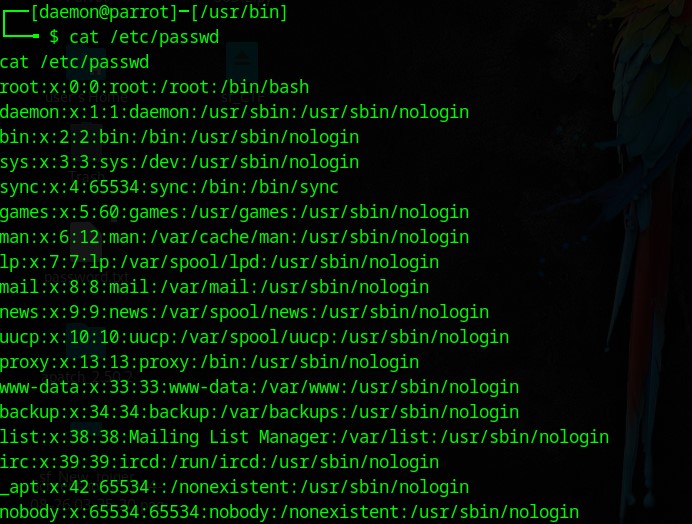 ┌─[daemon@parrot]─[/usr/bin]
└──╼ $ cat /etc/passwd
cat /etc/passwd
root:x:0:0:root:/root:/bin/bash
daemon:x:1:1:daemon:/usr/sbin:/usr/sbin/nologin
bin:x:2:2:bin:/bin:/usr/sbin/nologin
sys:x:3:3:sys:/dev:/usr/sbin/nologin
sync:x:4:65534:sync:/bin:/bin/sync
games:x:5:60:games:/usr/games:/usr/sbin/nologin
man:x:6:12:man:/var/cache/man:/usr/sbin/nologin
lp:x:7:7:lp:/var/spool/lpd:/usr/sbin/nologin
mail:x:8:8:mail:/var/mail:/usr/sbin/nologin
news:x:9:9:news:/var/spool/news:/usr/sbin/nologin
uucp:x:10:10:uucp:/var/spool/uucp:/usr/sbin/nologin
proxy:x:13:13:proxy:/bin:/usr/sbin/nologin
www-data:x:33:33:www-data:/var/www:/usr/sbin/nologin
backup:x:34:34:backup:/var/backups:/usr/sbin/nologin
list:x:38:38:Mailing List Manager:/var/list:/usr/sbin/nologin
irc:x:39:39:ircd:/run/ircd:/usr/sbin/nologin
_apt:x:42:65534::/nonexistent:/usr/sbin/nologin
nobody:x:65534:65534:nobody:/nonexistent:/usr/sbin/nologin